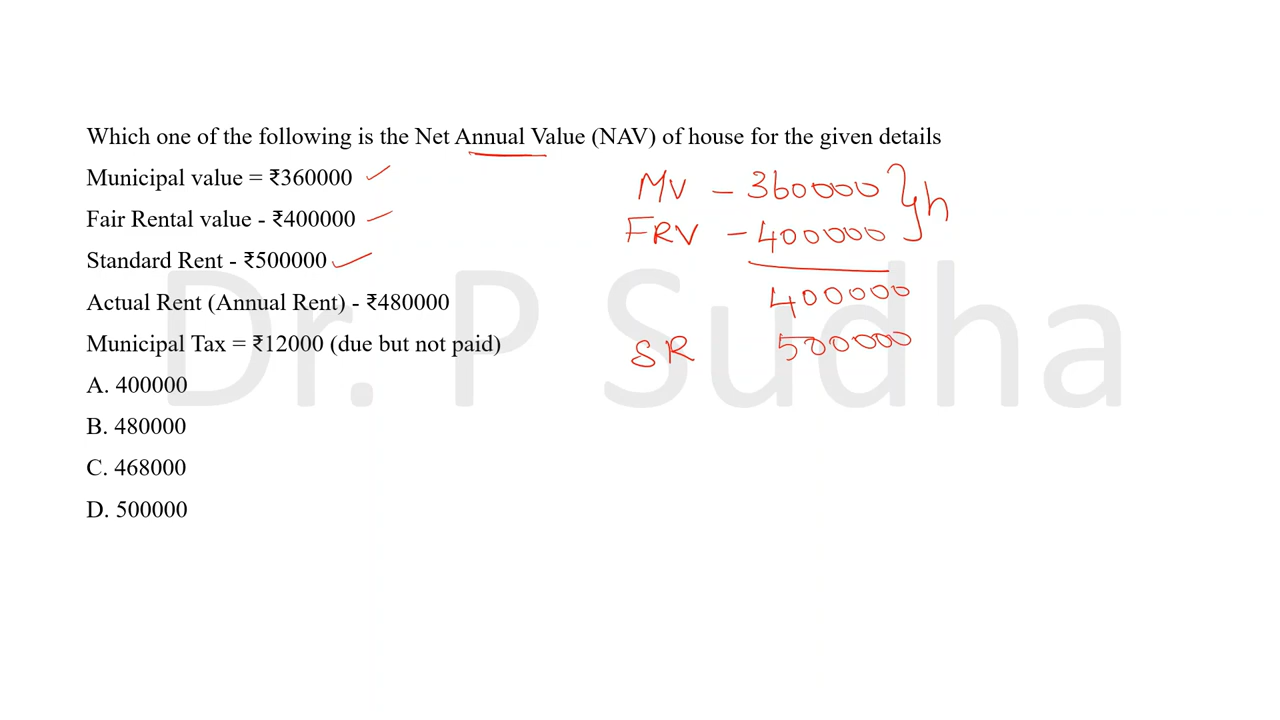 Which one of the following is the Net Annual Value (NAV) of house for the given details
Municipal value = ₹360000
Fair Rental value - ₹400000
Standard Rent - ₹500000
Actual Rent (Annual Rent) - ₹480000
Municipal Tax = ₹12000 (due but not paid)
A. 400000
B. 480000
C. 468000
D. 500000
MV - 360000
FRV - 400000
h
400000
SR 500000
Dr. P Sudha